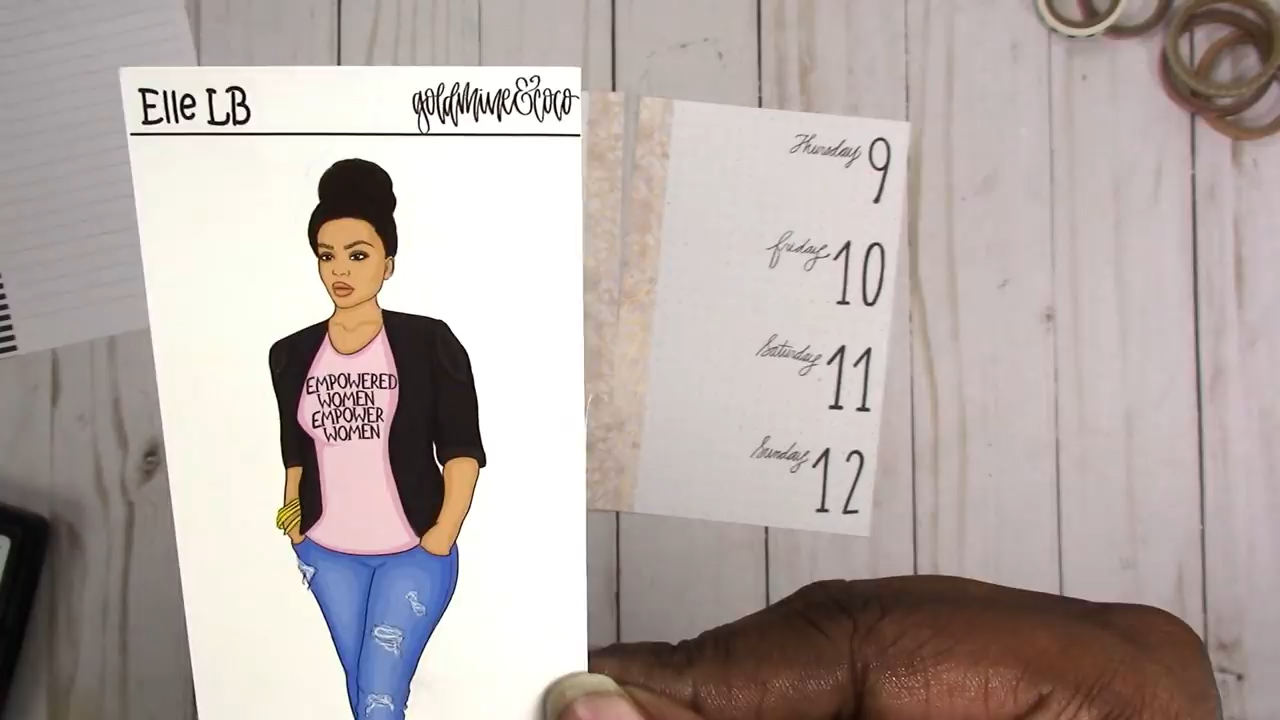 Elle LB
goldmine&coco
EMPOWERED
WOMEN
EMPOWER
WOMEN
Thursday 9
friday 10
Saturday 11
Sunday 12